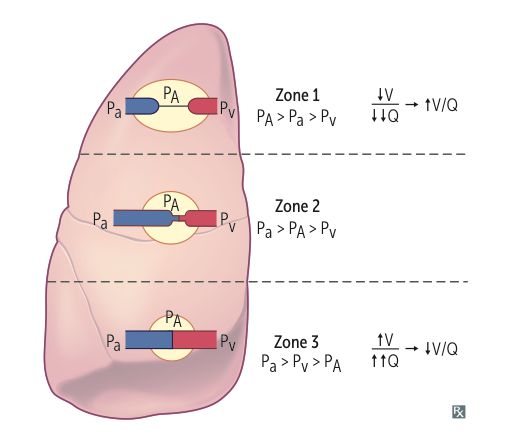 Pa PA Pv
Zone 1
PA > Pa > Pv
↓V
↓↓Q → ↑V/Q
Pa PA Pv
Zone 2
Pa > PA > Pv
Pa PA Pv
Zone 3
Pa > Pv > PA
↑V
↑↑Q → ↓V/Q
Rx